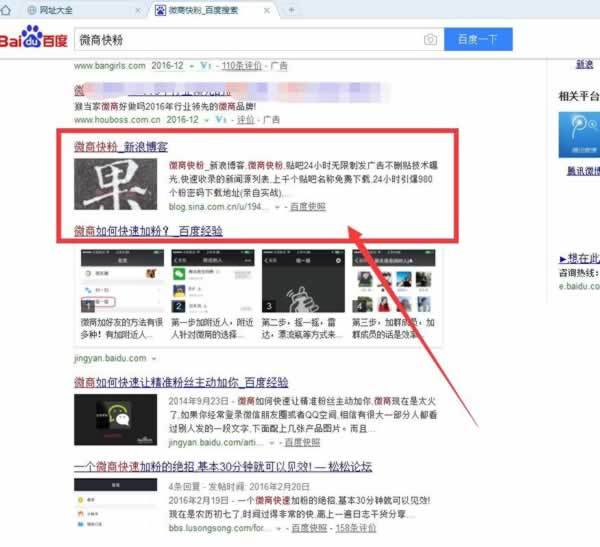 网址大全
微商快粉_百度搜索
Bai du 百度
微商快粉
百度一下
新浪
www.bangirls.com 2016-12 V1 - 110条评价 - 广告
猴当家微商好做吗2016年行业领先的微商品牌!
www.houboss.com.cn 2016-12 V1 - 评价 - 广告
相关平台
微商快粉_新浪博客
微商快粉_新浪博客,微商快粉,贴吧24小时无限制发广告不删贴技术曝
光,快速收录的新闻源列表,上千个贴吧名称免费下载,24小时引爆980
个粉密码下载地址(亲自实战),...
blog.sina.com.cn/u/194... - 百度快照
腾讯微博
微商如何快速加粉？_百度经验
1
2
3
4
微商加好友的方法有很多种！有加附近...
第一步加附近人，附近人针对微商的选择...
第二步，摇一摇，雷达，漂流瓶等方式来...
第四步，加群成员，加群成员的话是效率...
►想在此
咨询热线：
e.baidu.com
jingyan.baidu.com
微商如何快速让精准粉丝主动加你_百度经验
2014年9月23日 - 微商如何快速让精准粉丝主动加你,微商现在是太火
了,如果你经常登录微信朋友圈或者QQ空间,相信有很大一部分人都看
过别人发的一段文字,下面配上几张产品图片。而且...
jingyan.baidu.com/arti... - 百度快照
一个微商快速加粉的绝招,基本30分钟就可以见效! — 松松论坛
4条回复 - 发帖时间: 2016年2月20日
2016年2月19日 - 一个微商快速加粉的绝招,基本30分钟就可以见效!
现在是农历初七了,时间过得非常的快,离上一遍日志干货分享...
bbs.lusongsong.com/for... - 百度快照 - 158条评价